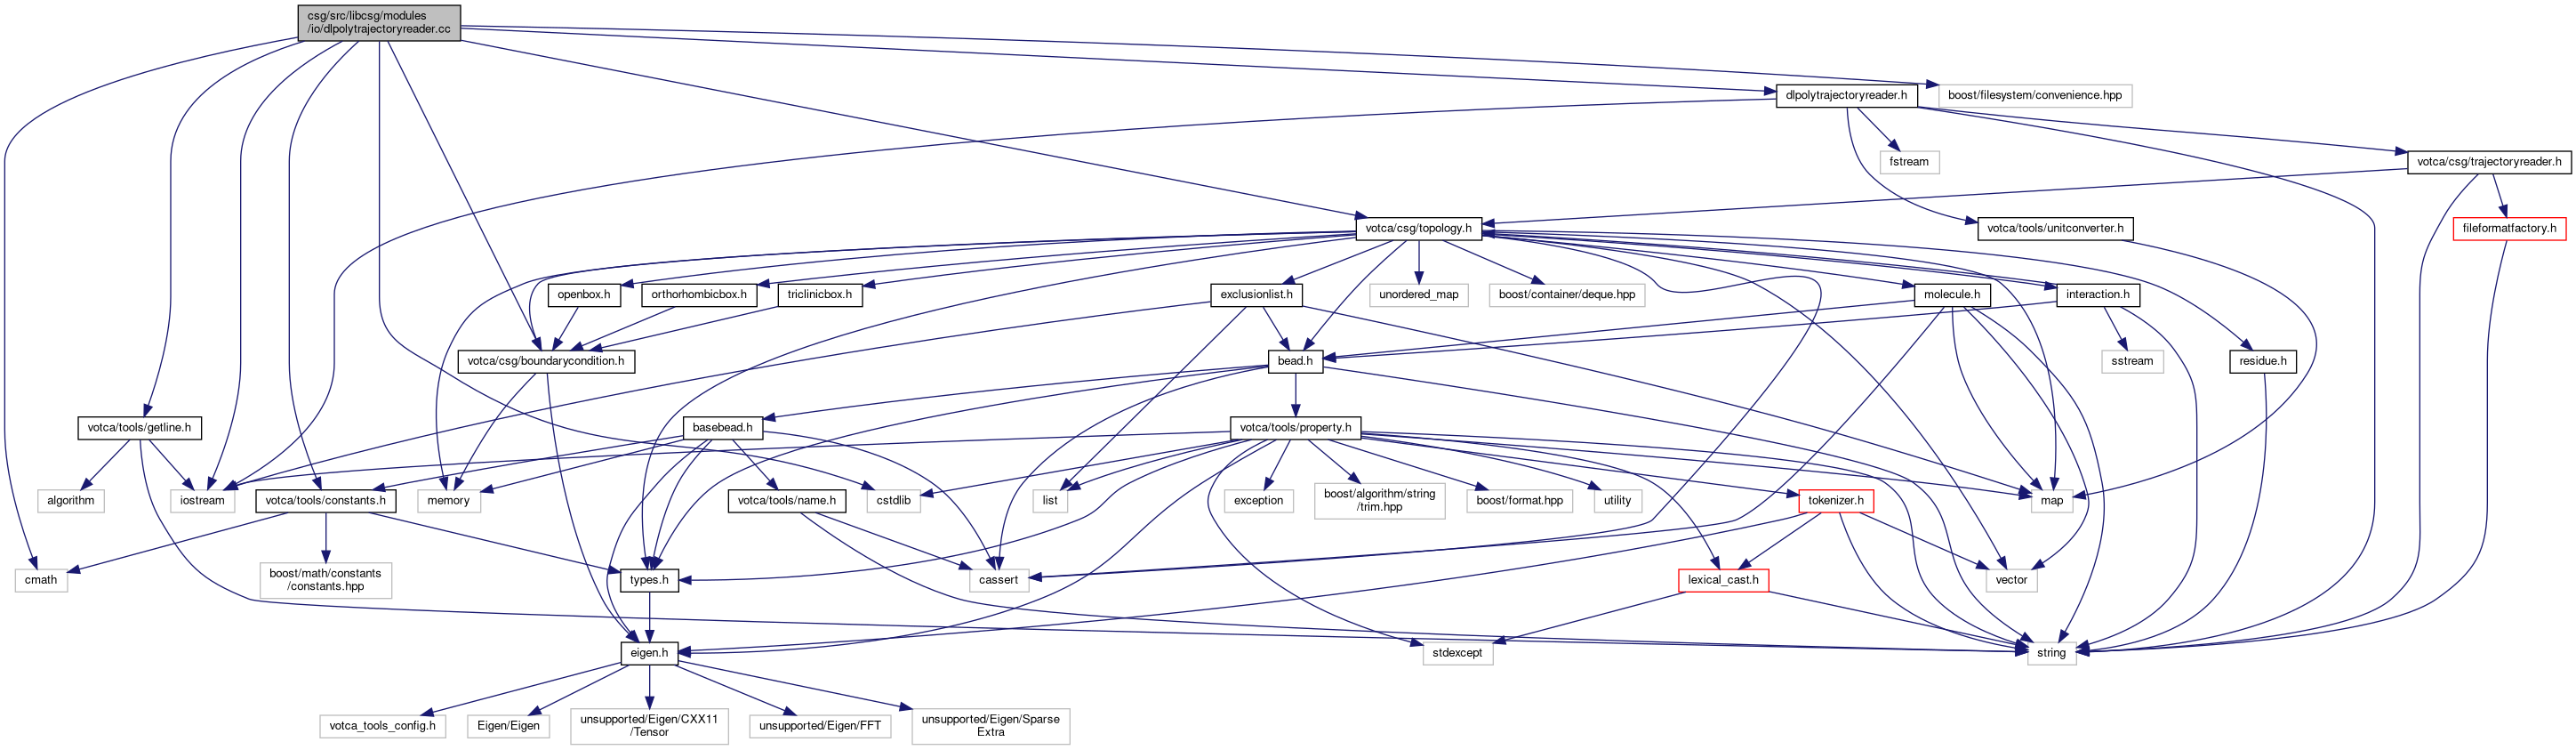 csg/src/libcsg/modules
/io/dlpolytrajectoryreader.cc
dlpolytrajectoryreader.h
boost/filesystem/convenience.hpp
fstream
votca/csg/trajectoryreader.h
votca/csg/topology.h
votca/tools/unitconverter.h
fileformatfactory.h
openbox.h
orthorhombicbox.h
triclinicbox.h
exclusionlist.h
unordered_map
boost/container/deque.hpp
molecule.h
interaction.h
votca/csg/boundarycondition.h
bead.h
sstream
residue.h
votca/tools/getline.h
basebead.h
votca/tools/property.h
algorithm
iostream
votca/tools/constants.h
memory
votca/tools/name.h
cstdlib
list
exception
boost/algorithm/string
/trim.hpp
boost/format.hpp
utility
tokenizer.h
map
cmath
boost/math/constants
/constants.hpp
types.h
cassert
lexical_cast.h
vector
eigen.h
stdexcept
string
votca_tools_config.h
Eigen/Eigen
unsupported/Eigen/CXX11
/Tensor
unsupported/Eigen/FFT
unsupported/Eigen/Sparse
Extra